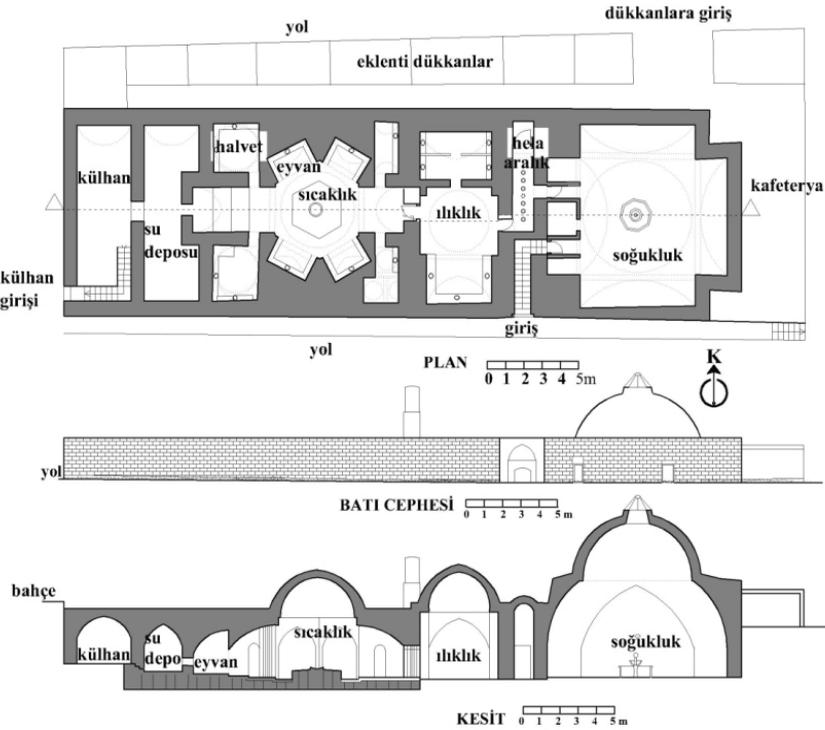 dükkanlara giriş
yol
eklenti dükkanlar
külhan
halvet
eyvan
sıcaklık
hela
aralık
ılıklık
kafeterya
su
deposu
soğukluk
külhan
girişi
giriş
yol
PLAN
0 1 2 3 4 5m
K
yol
BATI CEPHESİ
0 1 2 3 4 5 m
bahçe
külhan
su
depo
eyvan
sıcaklık
ılıklık
soğukluk
KESİT
0 1 2 3 4 5 m